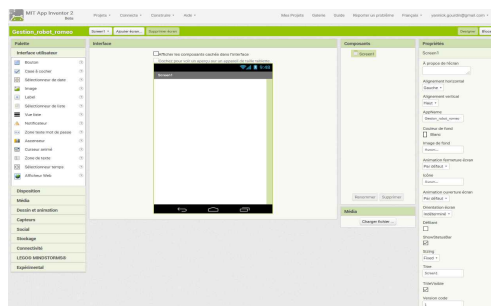 MIT App Inventor 2
Beta
Projets Connecte Construire Aide
Mes Projets Galerie Guide Reporter un problème Français
Gestion_robot_romeo
Screen1 Ajouter écran... Supprimer écran
Designer Blocs
Palette
Interface utilisateur
Bouton
Case à cocher
Sélectionneur de date
Image
Label
Sélectionneur de liste
Vue liste
Notificateur
Zone texte mot de passe
Ascenseur
Curseur animé
Zone de texte
Sélectionneur temps
Afficheur Web
Disposition
Média
Dessin et animation
Capteurs
Social
Stockage
Connectivité
LEGO® MINDSTORMS®
Expérimental
Interface
Afficher les composants cachés dans l'interface
9:48
Screen1
Composants
Screen1
Renommer Supprimer
Média
Charger fichier ...
Propriétés
Screen1
À propos de l'écran
Alignement horizontal
Gauche
Alignement vertical
Haut
AppName
Gestion_robot_romeo
Couleur de fond
Blanc
Image de fond
Aucun...
Animation fermeture écran
Par défaut
Icône
Aucun...
Animation ouverture écran
Par défaut
Orientation écran
Défilant
Sizing
Fixed
Titre
Screen1
TitleVisible
Version code
1